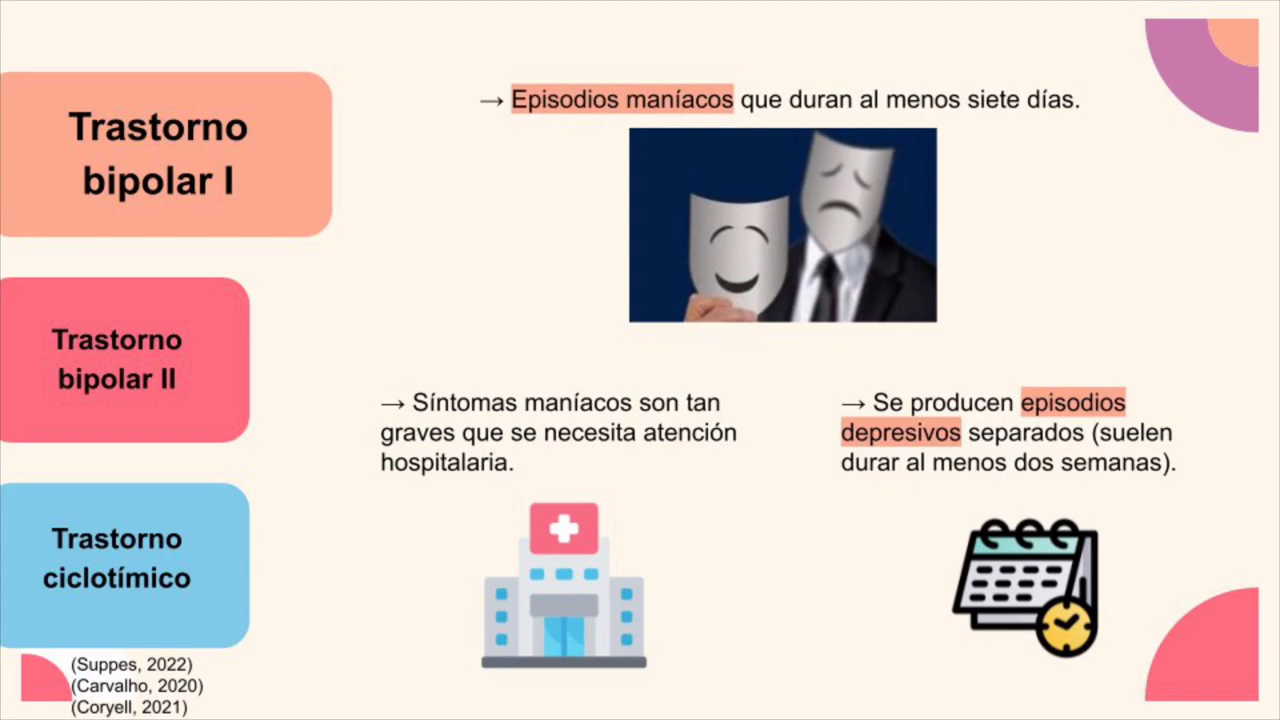 Trastorno
bipolar I
Trastorno
bipolar II
Trastorno
ciclotímico
(Suppes, 2022)
(Carvalho, 2020)
(Coryell, 2021)
→ Episodios maníacos que duran al menos siete días.
→ Síntomas maníacos son tan
graves que se necesita atención
hospitalaria.
→ Se producen episodios
depresivos separados (suelen
durar al menos dos semanas).